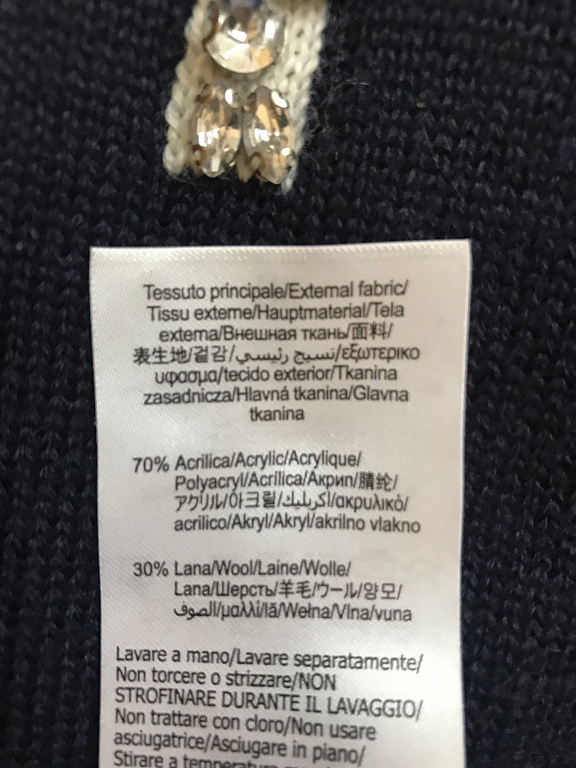 Tessuto principale/External fabric/
Tissu externe/Hauptmaterial/Tela
externa/Внешная ткань/面料/
表生地/겉감/نسيج رئيسي/εξωτερικο
υφασμα/tecido exterior/Tkanina
zasadnicza/Hlavná tkanina/Glavna
tkanina
70% Acrilica/Acrylic/Acrylique/
Polyacryl/Acrílica/Акрил/腈纶/
アクリル/아크릴/اكريليك/ακρυλικό/
acrilico/Akryl/Akryl/akrilno vlakno
30% Lana/Wool/Laine/Wolle/
Lana/Шерсть/羊毛/ウール/양모/
الصوف/μαλλί/lã/Wełna/Vlna/vuna
Lavare a mano/Lavare separatamente/
Non torcere o strizzare/NON
STROFINARE DURANTE IL LAVAGGIO/
Non trattare con cloro/Non usare
asciugatrice/Asciugare in piano/
Stirare a temperatura